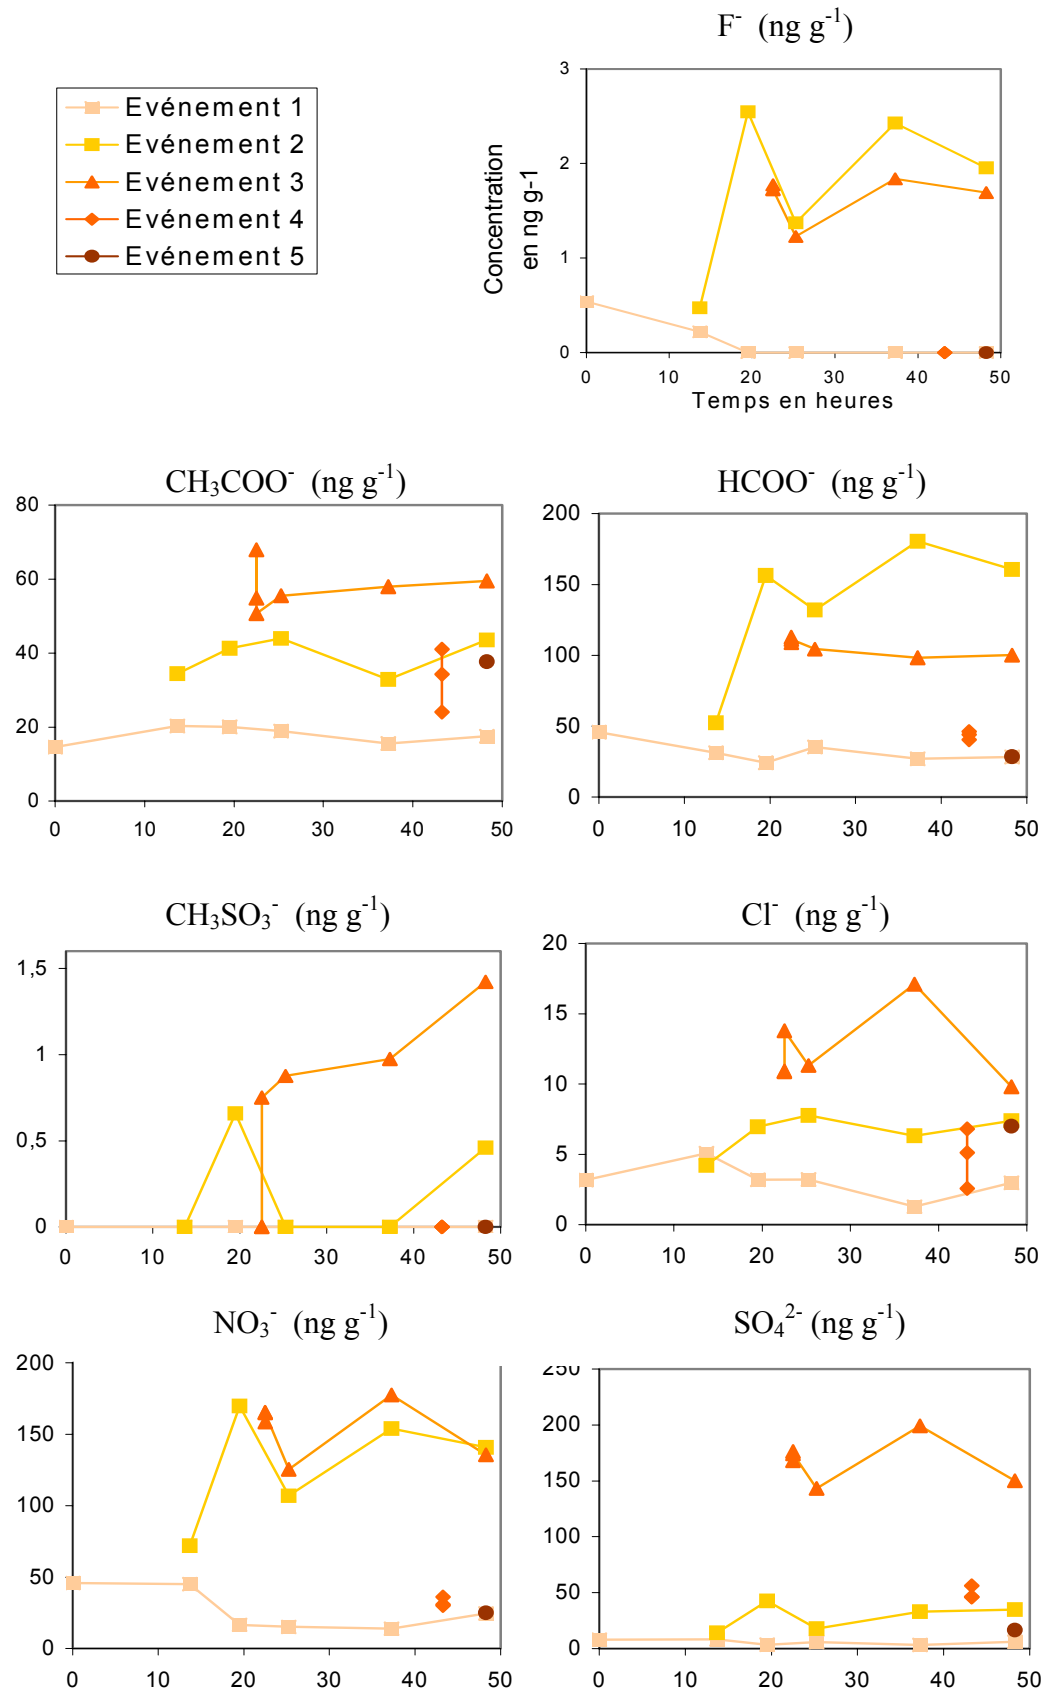 F⁻ (ng g⁻¹)
Evénement 1
Evénement 2
Evénement 3
Evénement 4
Evénement 5
Concentration
en ng g-1
3
2
1
0
0 10 20 30 40 50
Temps en heures
CH₃COO⁻ (ng g⁻¹)
80
60
40
20
0
0 10 20 30 40 50
HCOO⁻ (ng g⁻¹)
200
150
100
50
0
0 10 20 30 40 50
CH₃SO₃⁻ (ng g⁻¹)
1,5
1
0,5
0
0 10 20 30 40 50
Cl⁻ (ng g⁻¹)
20
15
10
5
0
0 10 20 30 40 50
NO₃⁻ (ng g⁻¹)
200
150
100
50
0
0 10 20 30 40 50
SO₄²⁻ (ng g⁻¹)
250
200
150
100
50
0
0 10 20 30 40 50